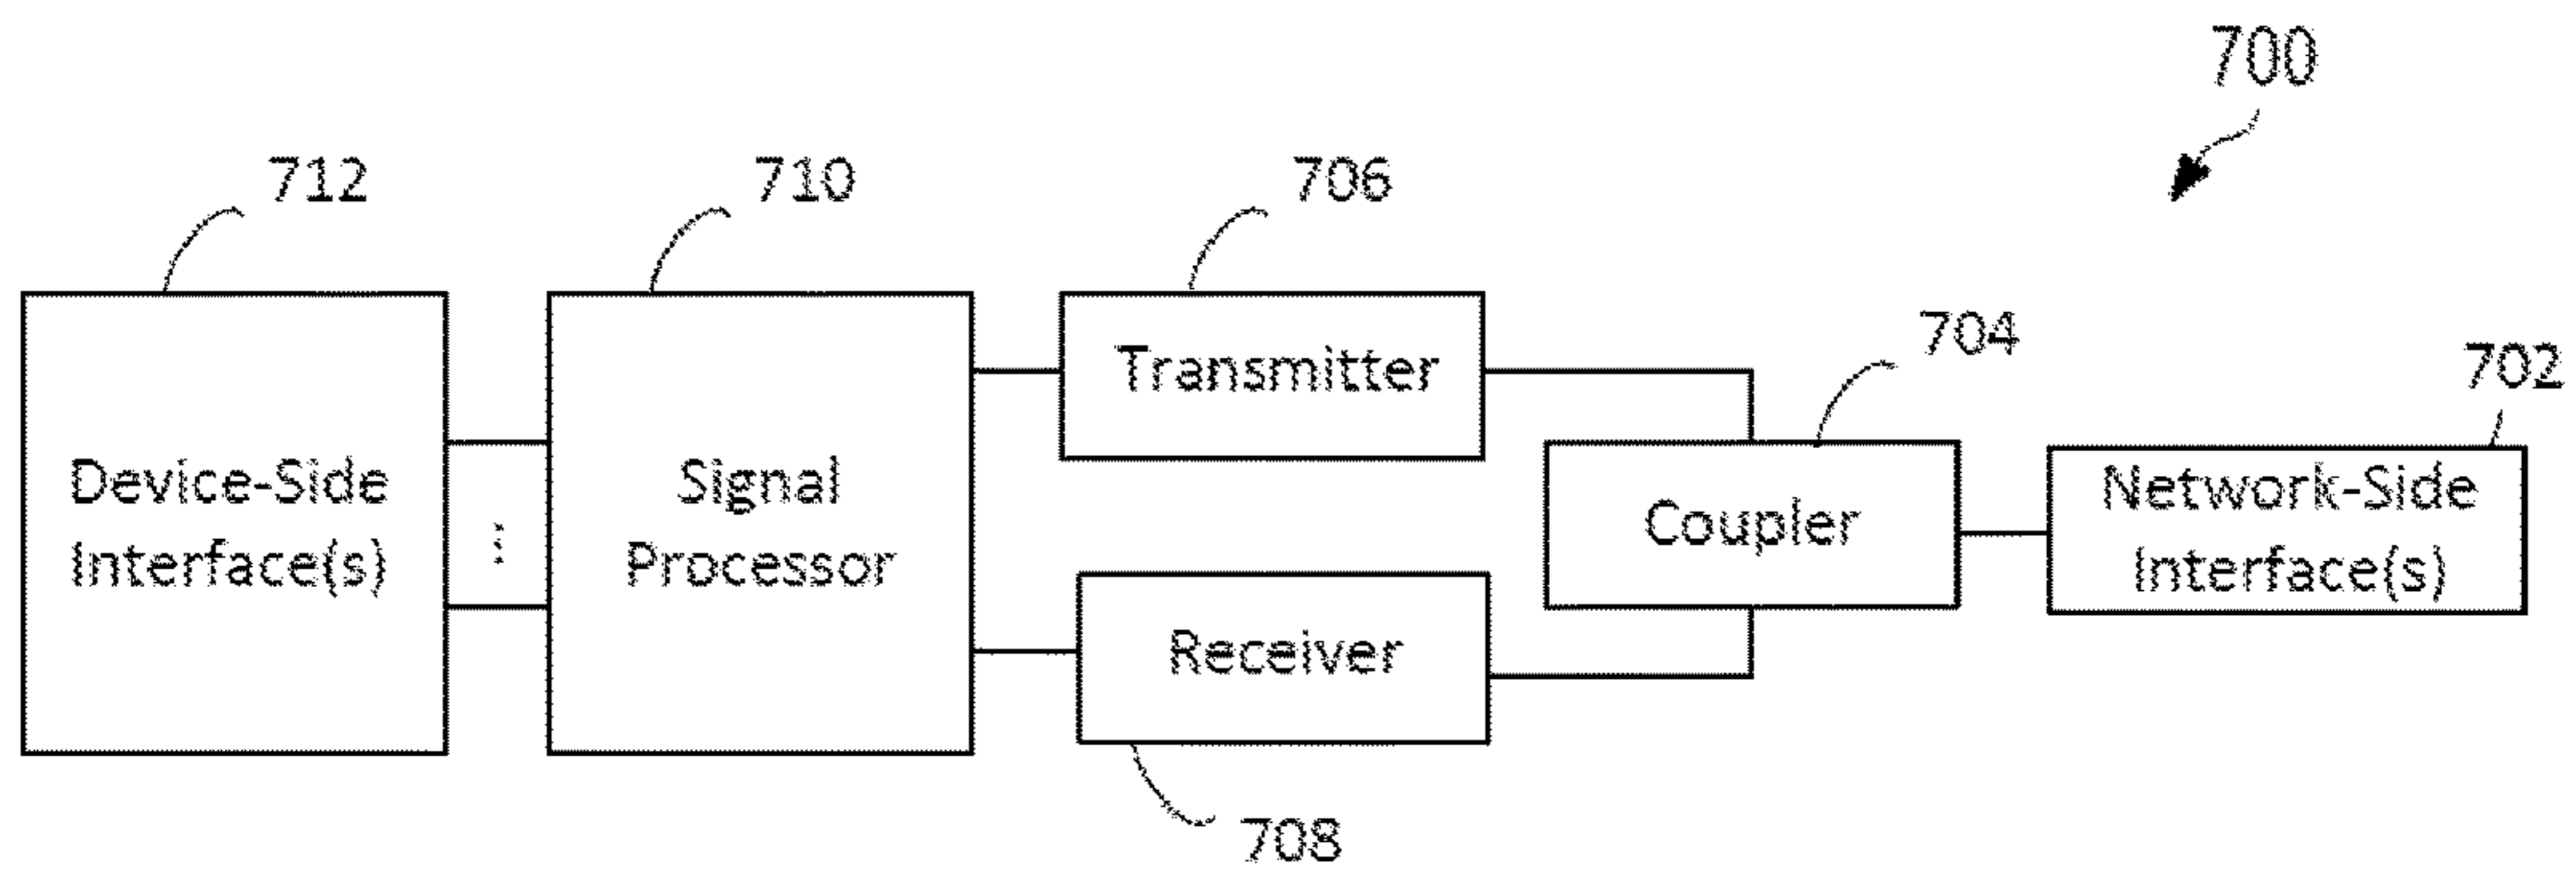 700
712
710
706
704
702
Transmitter
Device-Side
Interface(s)
...
Signal
Processor
Coupler
Network-Side
Interface(s)
Receiver
708